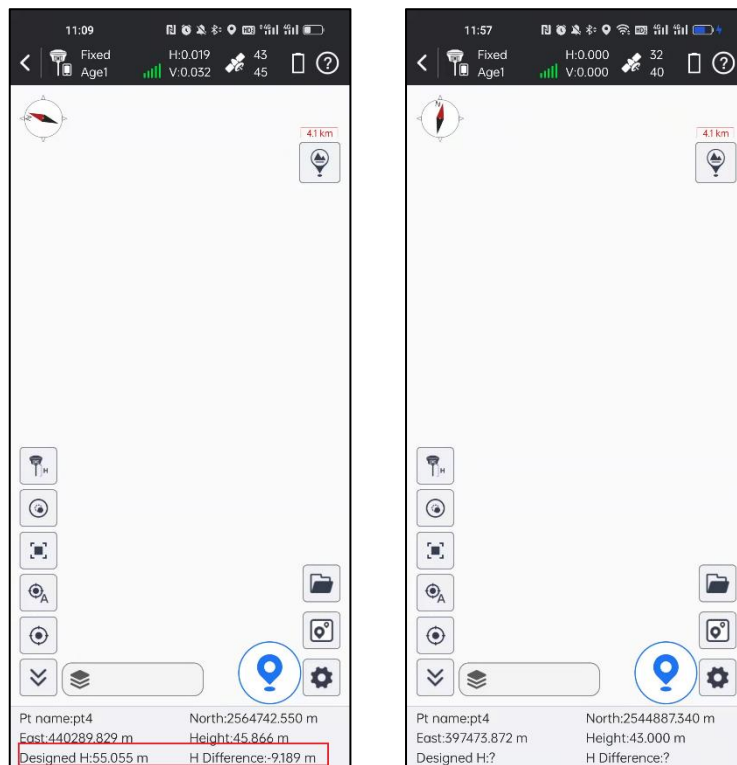 11:09
Fixed H:0.019 43
Age1 V:0.032 45
4.1 km
H
A
Pt name:pt4 North:2564742.550 m
East:440289.829 m Height:45.866 m
Designed H:55.055 m H Difference:-9.189 m
11:57
Fixed H:0.000 32
Age1 V:0.000 40
N
4.1 km
H
A
Pt name:pt4 North:2544887.340 m
East:397473.872 m Height:43.000 m
Designed H:? H Difference:?